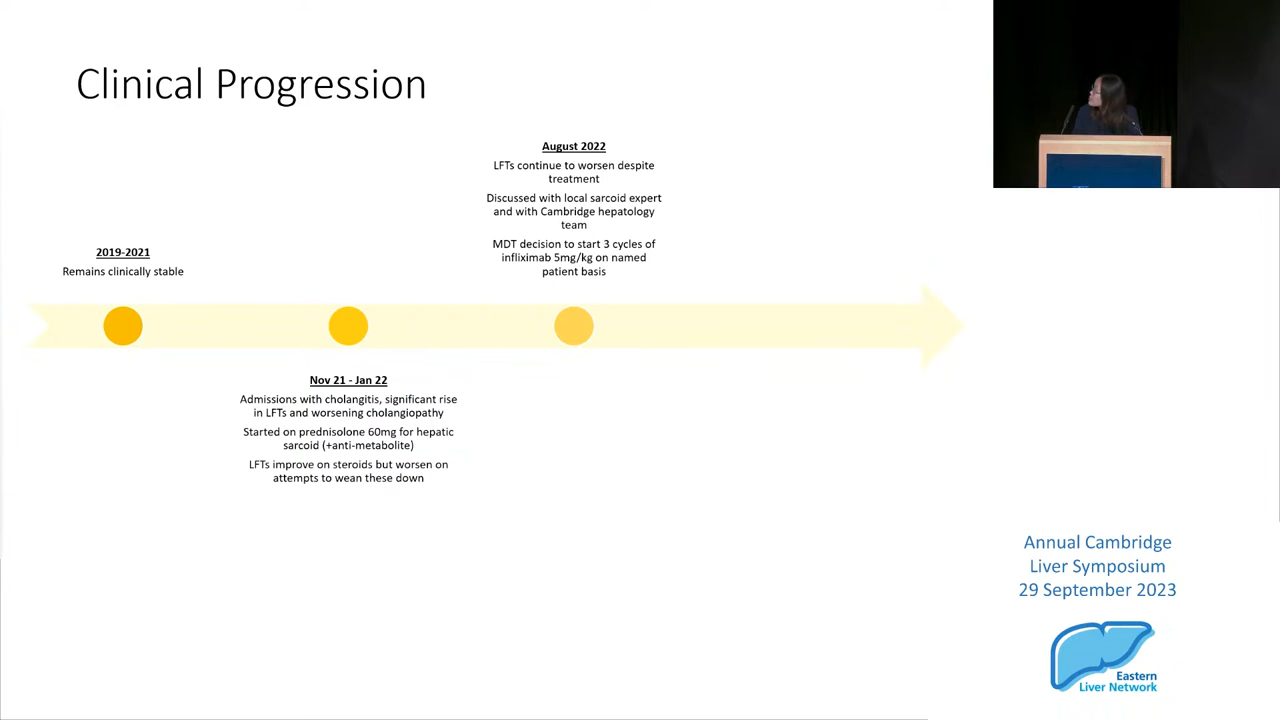 Clinical Progression
August 2022
LFTs continue to worsen despite
treatment
Discussed with local sarcoid expert
and with Cambridge hepatology
team
MDT decision to start 3 cycles of
infliximab 5mg/kg on named
patient basis
2019-2021
Remains clinically stable
Nov 21 - Jan 22
Admissions with cholangitis, significant rise
in LFTs and worsening cholangiopathy
Started on prednisolone 60mg for hepatic
sarcoid (+anti-metabolite)
LFTs improve on steroids but worsen on
attempts to wean these down
Annual Cambridge
Liver Symposium
29 September 2023
Eastern
Liver Network